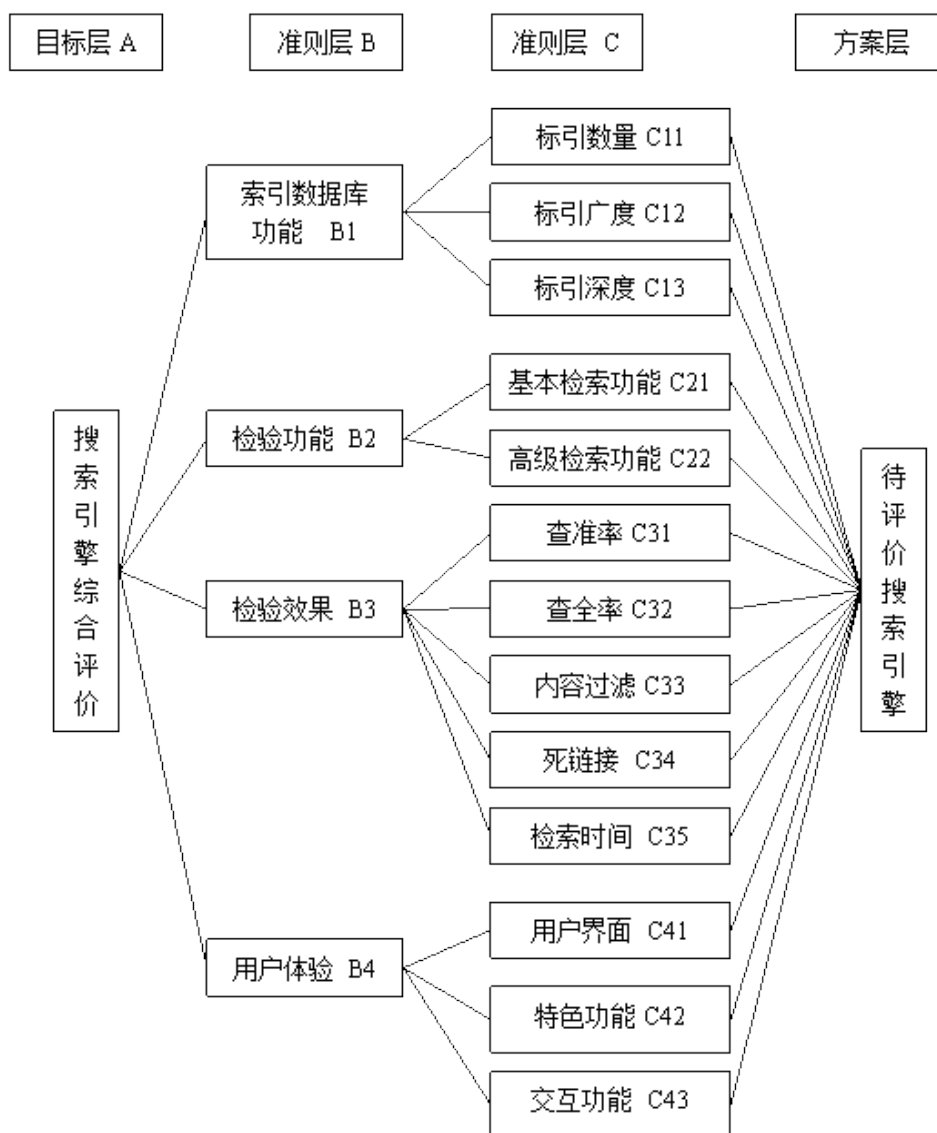 目标层 A
准则层 B
准则层 C
方案层
标引数量 C11
索引数据库
功能 B1
标引广度 C12
标引深度 C13
基本检索功能 C21
检验功能 B2
高级检索功能 C22
搜
索
引
擎
综
合
评
价
查准率 C31
检验效果 B3
查全率 C32
内容过滤 C33
死链接 C34
检索时间 C35
待
评
价
搜
索
引
擎
用户界面 C41
用户体验 B4
特色功能 C42
交互功能 C43